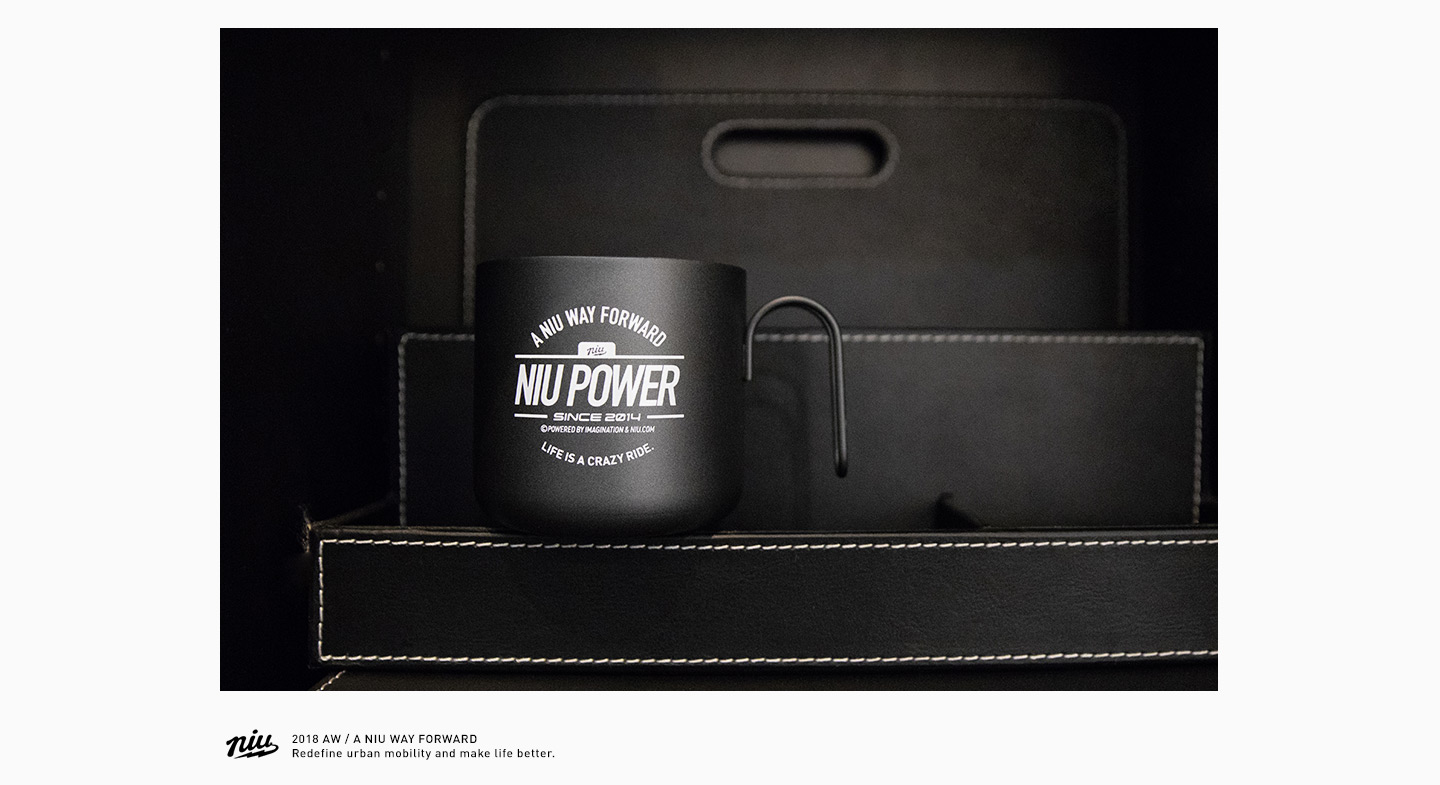 A NIU WAY FORWARD
niu
NIU POWER
SINCE 2014
©POWERED BY IMAGINATION & NIU.COM
LIFE IS A CRAZY RIDE.
niu
2018 AW / A NIU WAY FORWARD
Redefine urban mobility and make life better.